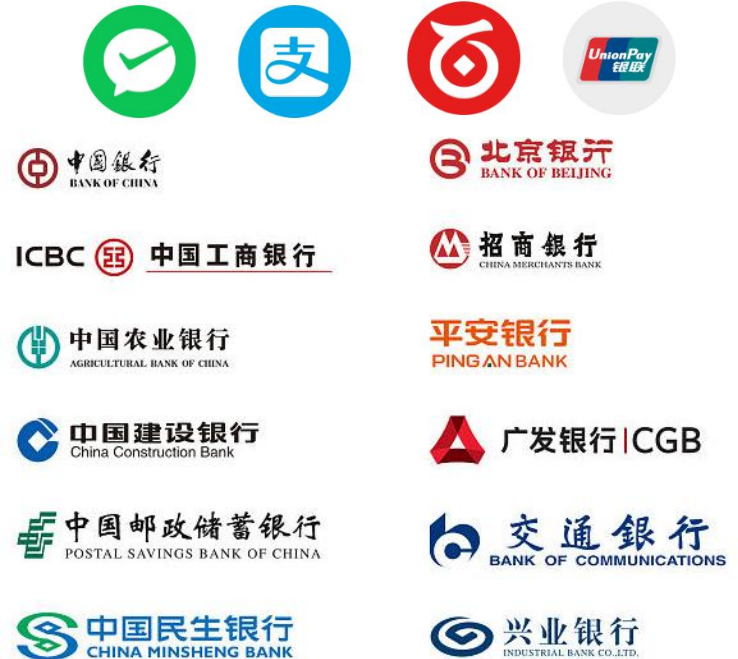 支
UnionPay
银联
中国銀行
BANK OF CHINA
北京银行
BANK OF BEIJING
ICBC 中国工商银行
招商銀行
CHINA MERCHANTS BANK
中国农业银行
AGRICULTURAL BANK OF CHINA
平安银行
PING AN BANK
中国建设银行
China Construction Bank
广发银行|CGB
中国邮政储蓄银行
POSTAL SAVINGS BANK OF CHINA
交通銀行
BANK OF COMMUNICATIONS
中国民生银行
CHINA MINSHENG BANK
兴业银行
INDUSTRIAL BANK CO.,LTD.